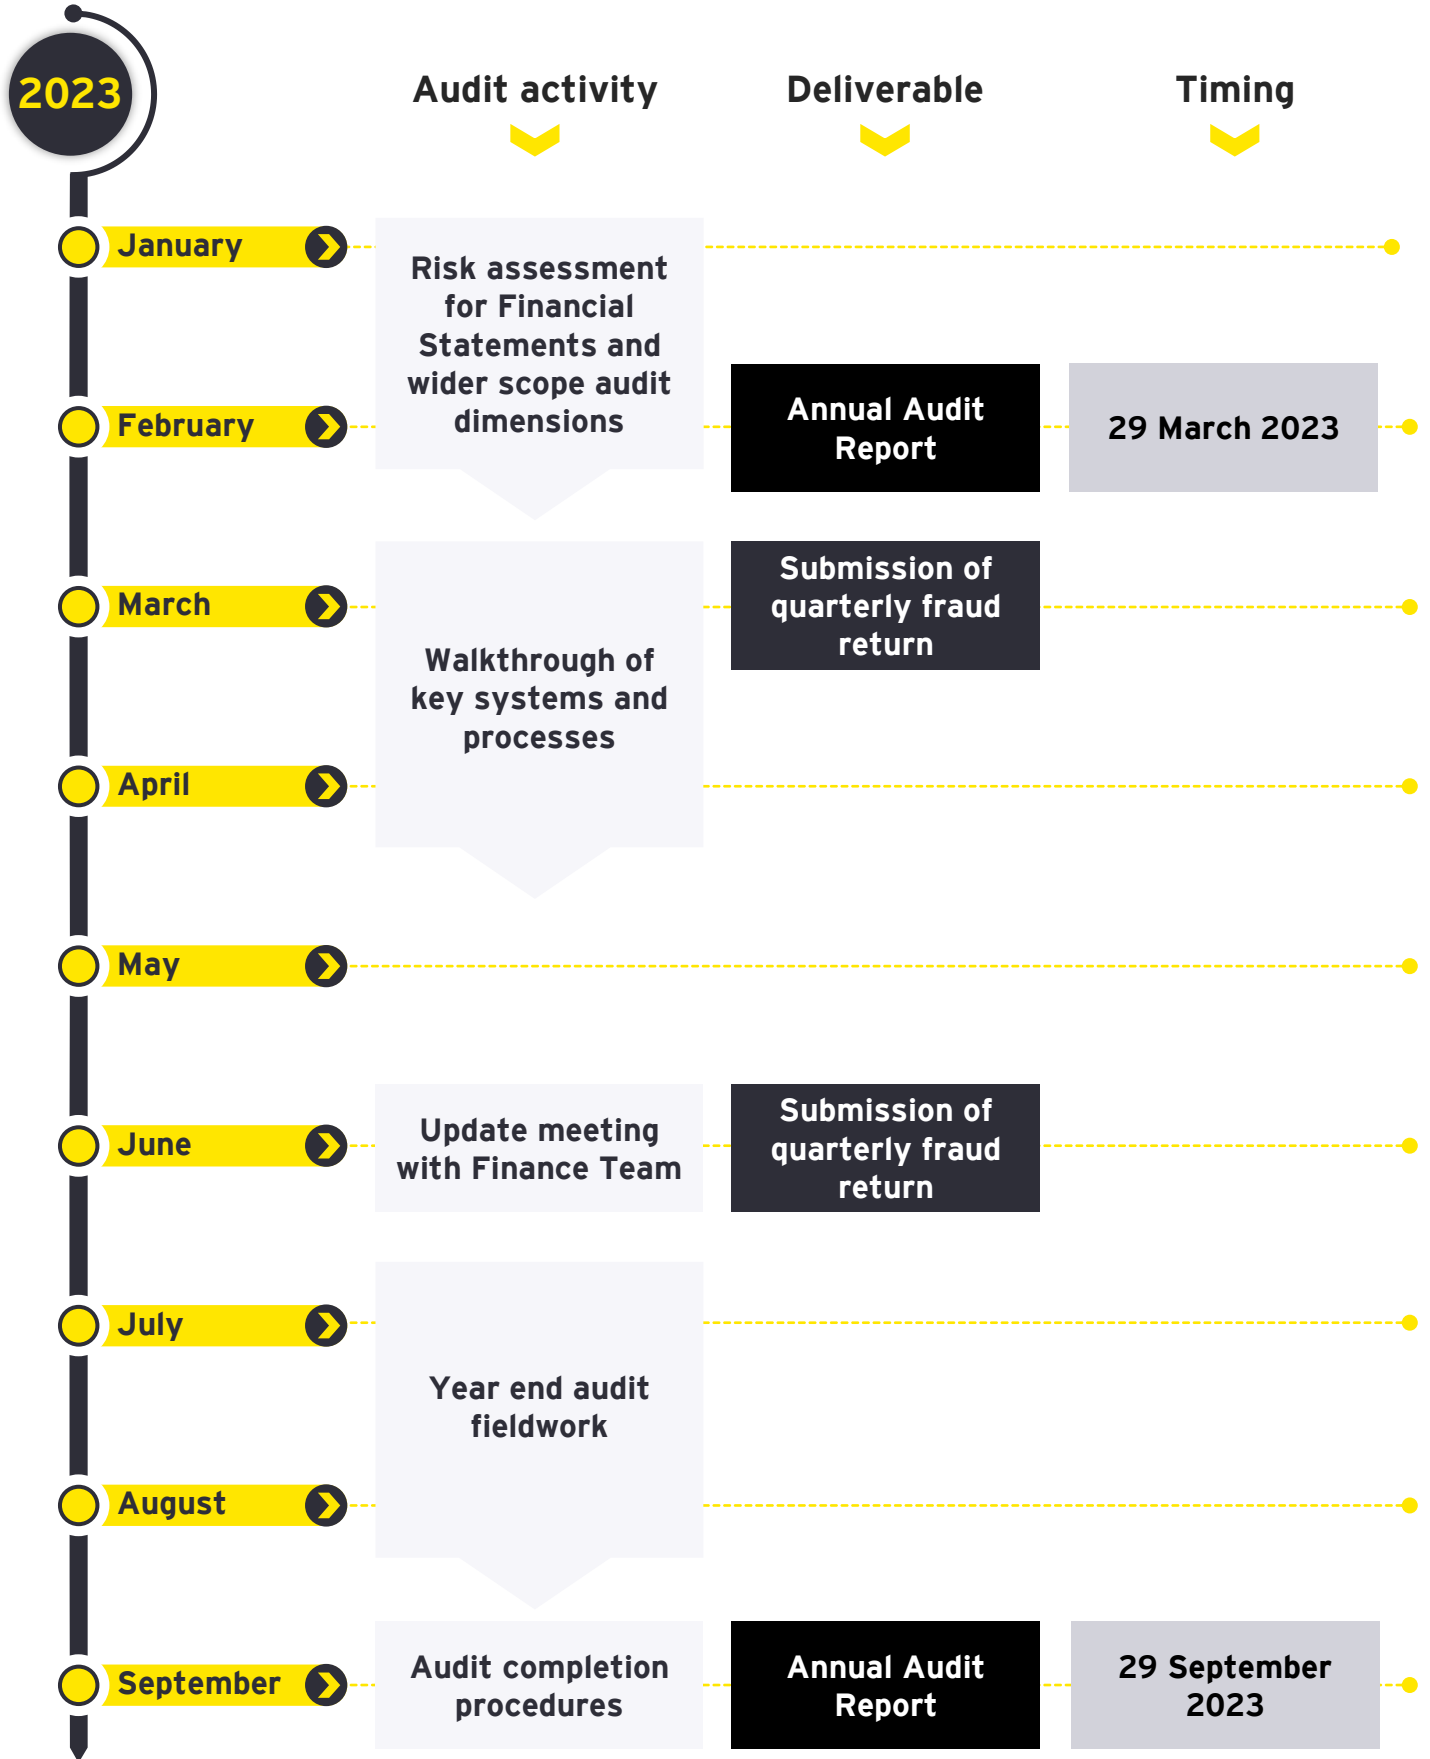 2023
Audit activity
Deliverable
Timing
January
Risk assessment
for Financial
Statements and
wider scope audit
dimensions
February
Annual Audit
Report
29 March 2023
March
Walkthrough of
key systems and
processes
Submission of
quarterly fraud
return
April
May
June
Update meeting
with Finance Team
Submission of
quarterly fraud
return
July
Year end audit
fieldwork
August
September
Audit completion
procedures
Annual Audit
Report
29 September
2023